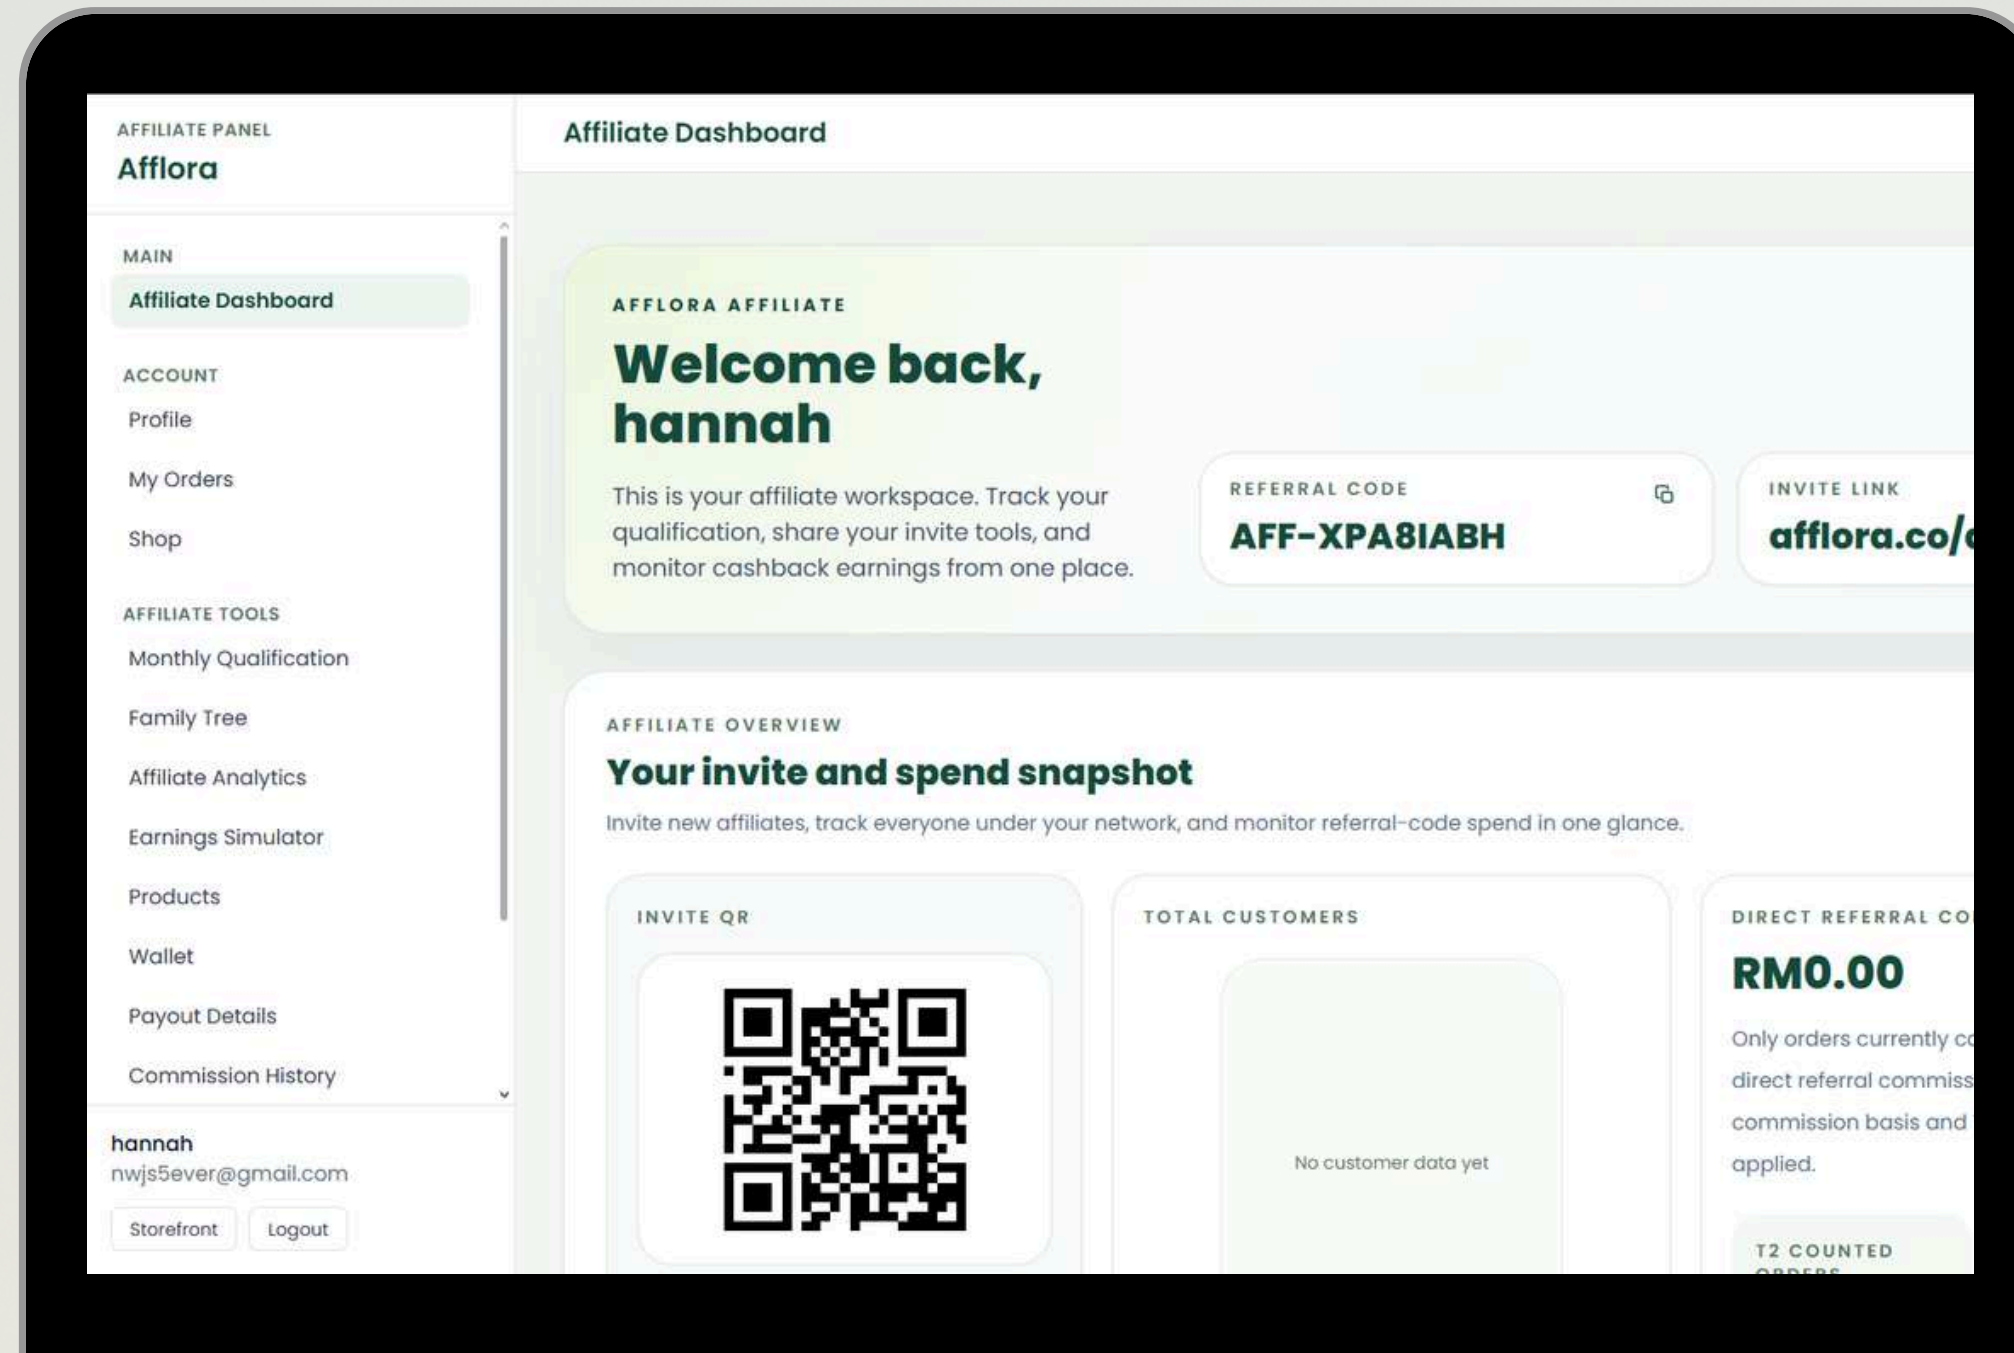 AFFILIATE PANEL
Afflora
MAIN
Affiliate Dashboard
ACCOUNT
Profile
My Orders
Shop
AFFILIATE TOOLS
Monthly Qualification
Family Tree
Affiliate Analytics
Earnings Simulator
Products
Wallet
Payout Details
Commission History
hannah
nwjs5ever@gmail.com
Storefront
Logout
Affiliate Dashboard
AFFLORA AFFILIATE
Welcome back,
hannah
This is your affiliate workspace. Track your
qualification, share your invite tools, and
monitor cashback earnings from one place.
REFERRAL CODE
AFF-XPA8IABH
INVITE LINK
afflora.co/
AFFILIATE OVERVIEW
Your invite and spend snapshot
Invite new affiliates, track everyone under your network, and monitor referral-code spend in one glance.
INVITE QR
TOTAL CUSTOMERS
No customer data yet
DIRECT REFERRAL
RM0.00
Only orders currently
direct referral
commission basis and
applied.
T2 COUNTED
ORDERS